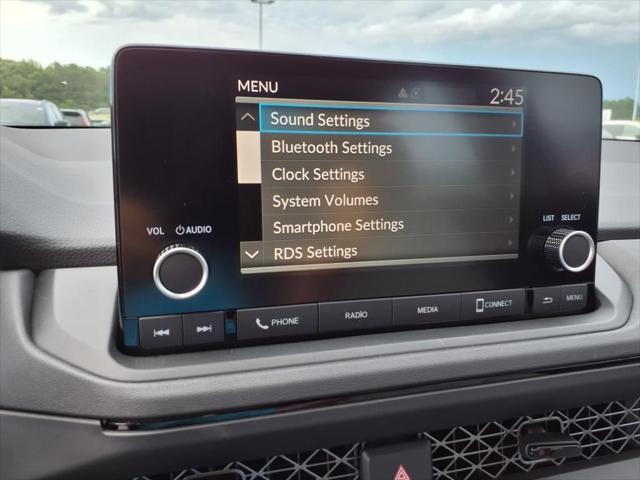 MENU
2:45
Sound Settings
Bluetooth Settings
Clock Settings
System Volumes
Smartphone Settings
RDS Settings
VOL AUDIO
LIST SELECT
PHONE RADIO MEDIA CONNECT MENU